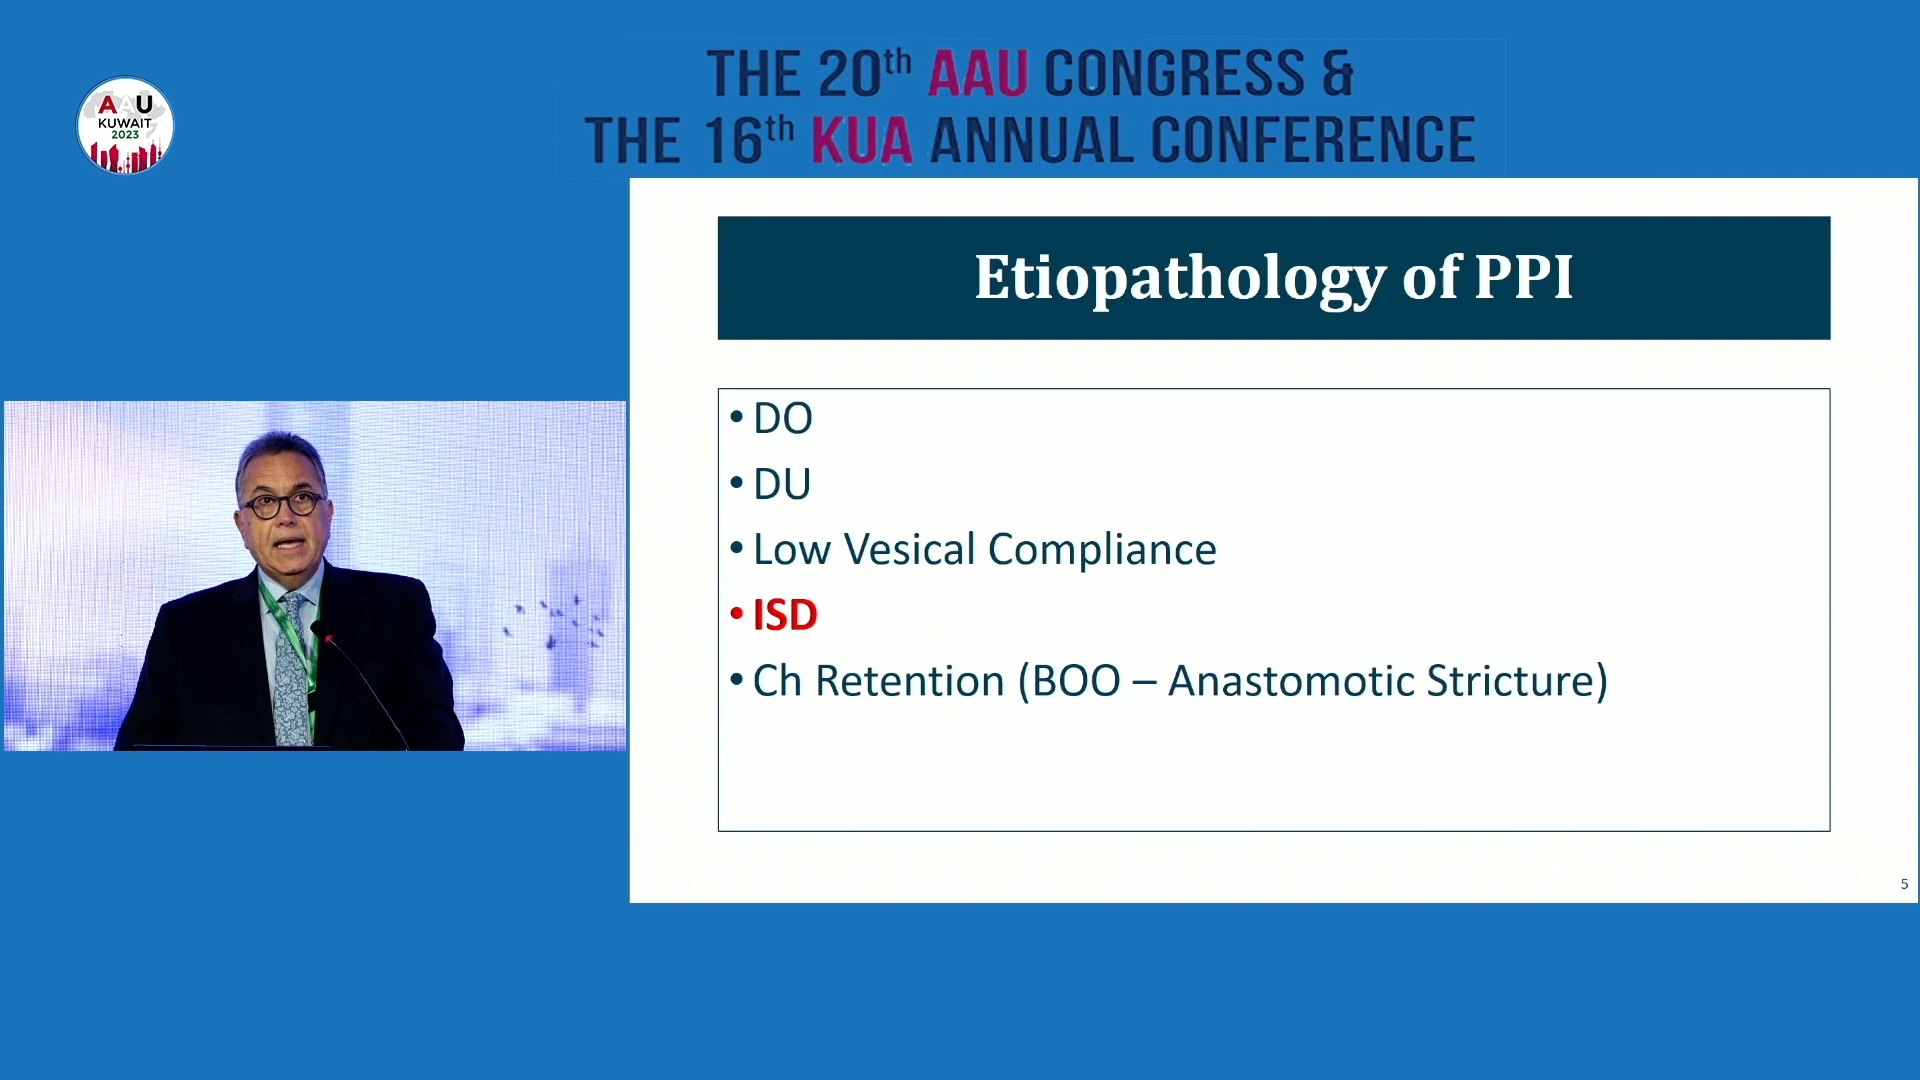 THE 20th AAU CONGRESS &
THE 16th KUA ANNUAL CONFERENCE
AAU
KUWAIT
2023
Etiopathology of PPI
• DO
• DU
• Low Vesical Compliance
• ISD
• Ch Retention (BOO – Anastomotic Stricture)
5